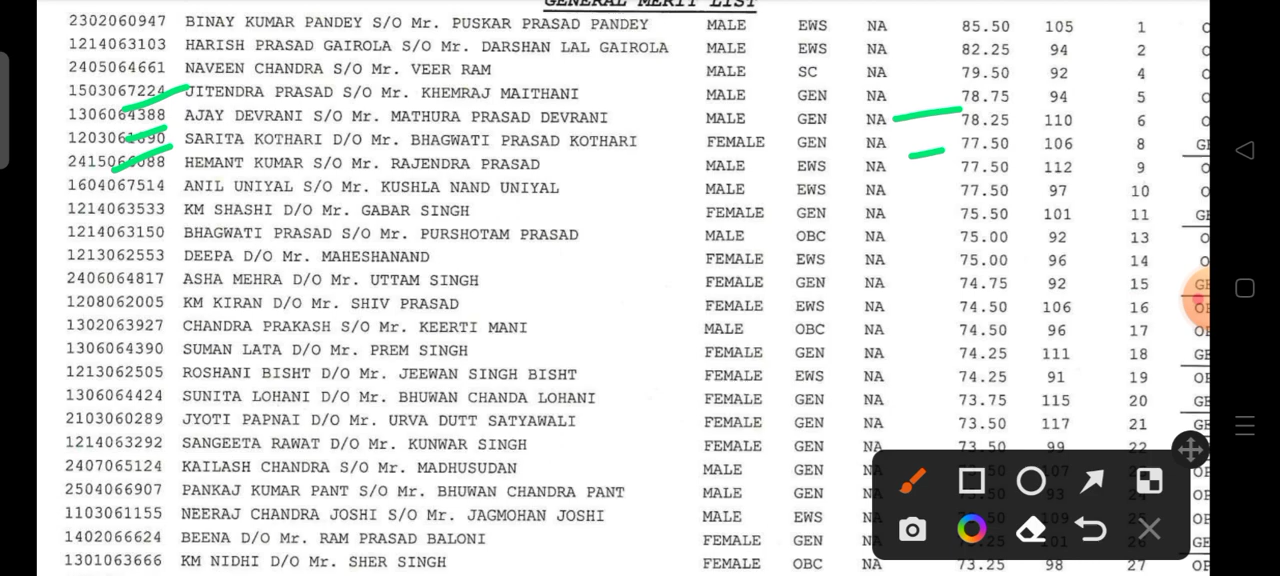 GENERAL MERIT LIST
2302060947 BINAY KUMAR PANDEY S/O Mr. PUSKAR PRASAD PANDEY MALE EWS NA 85.50 105 1
1214063103 HARISH PRASAD GAIROLA S/O Mr. DARSHAN LAL GAIROLA MALE EWS NA 82.25 94 2
2405064661 NAVEEN CHANDRA S/O Mr. VEER RAM MALE SC NA 79.50 92 4
1503067224 JITENDRA PRASAD S/O Mr. KHEMRAJ MAITHANI MALE GEN NA 78.75 94 5
1306064388 AJAY DEVRANI S/O Mr. MATHURA PRASAD DEVRANI MALE GEN NA 78.25 110 6
SARITA KOTHARI D/O Mr. BHAGWATI PRASAD KOTHARI FEMALE GEN NA 77.50 106 8
HEMANT KUMAR S/O Mr. RAJENDRA PRASAD MALE EWS NA 77.50 112 9
1604067514 ANIL UNIYAL S/O Mr. KUSHLA NAND UNIYAL MALE EWS NA 77.50 97 10
1214063533 KM SHASHI D/O Mr. GABAR SINGH FEMALE GEN NA 75.50 101 11
1214063150 BHAGWATI PRASAD S/O Mr. PURSHOTAM PRASAD MALE OBC NA 75.00 92 13
1213062553 DEEPA D/O Mr. MAHESHANAND FEMALE EWS NA 75.00 96 14
2406064817 ASHA MEHRA D/O Mr. UTTAM SINGH FEMALE GEN NA 74.75 92 15
1208062005 KM KIRAN D/O Mr. SHIV PRASAD FEMALE EWS NA 74.50 106 16
1302063927 CHANDRA PRAKASH S/O Mr. KEERTI MANI MALE OBC NA 74.50 96 17
1306064390 SUMAN LATA D/O Mr. PREM SINGH FEMALE GEN NA 74.25 111 18
1213062505 ROSHANI BISHT D/O Mr. JEEWAN SINGH BISHT FEMALE EWS NA 74.25 91 19
1306064424 SUNITA LOHANI D/O Mr. BHUWAN CHANDA LOHANI FEMALE GEN NA 73.75 115 20
2103060289 JYOTI PAPNAI D/O Mr. URVA DUTT SATYAWALI FEMALE GEN NA 73.50 117 21
1214063292 SANGEETA RAWAT D/O Mr. KUNWAR SINGH FEMALE GEN NA 73.50 99 22
2407065124 KAILASH CHANDRA S/O Mr. MADHUSUDAN MALE GEN 107
2504066907 PANKAJ KUMAR PANT S/O Mr. BHUWAN CHANDRA PANT MALE GEN 93
1103061155 NEERAJ CHANDRA JOSHI S/O Mr. JAGMOHAN JOSHI MALE EWS 109
1402066624 BEENA D/O Mr. RAM PRASAD BALONI FEMALE GEN 101
1301063666 KM NIDHI D/O Mr. SHER SINGH FEMALE OBC NA 73.25 98 27